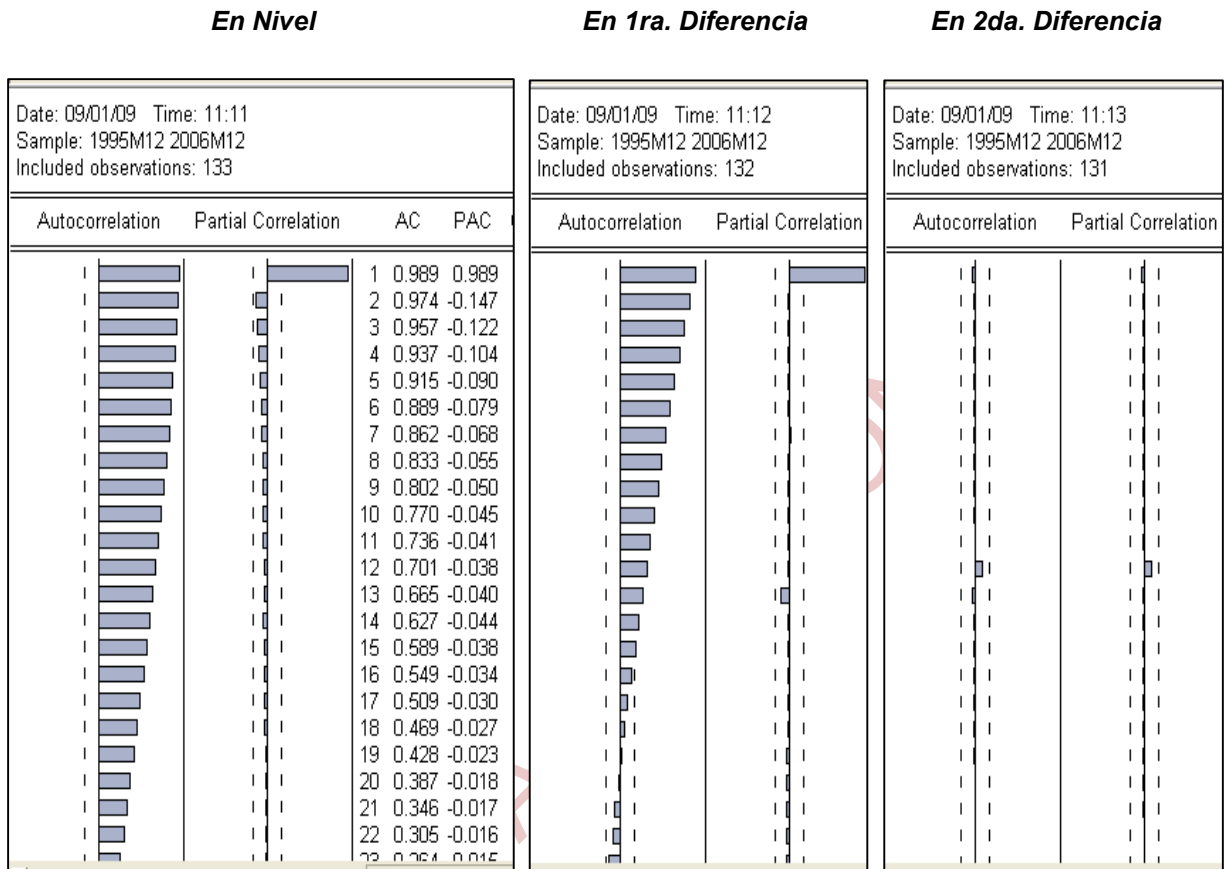 En Nivel
En 1ra. Diferencia
En 2da. Diferencia
Date: 09/01/09 Time: 11:11
Sample: 1995M12 2006M12
Included observations: 133
Autocorrelation Partial Correlation AC PAC
1 0.989 0.989
2 0.974 -0.147
3 0.957 -0.122
4 0.937 -0.104
5 0.915 -0.090
6 0.889 -0.079
7 0.862 -0.068
8 0.833 -0.055
9 0.802 -0.050
10 0.770 -0.045
11 0.736 -0.041
12 0.701 -0.038
13 0.665 -0.040
14 0.627 -0.044
15 0.589 -0.038
16 0.549 -0.034
17 0.509 -0.030
18 0.469 -0.027
19 0.428 -0.023
20 0.387 -0.018
21 0.346 -0.017
22 0.305 -0.016
23 0.264 -0.015
Date: 09/01/09 Time: 11:12
Sample: 1995M12 2006M12
Included observations: 132
Autocorrelation Partial Correlation
Date: 09/01/09 Time: 11:13
Sample: 1995M12 2006M12
Included observations: 131
Autocorrelation Partial Correlation